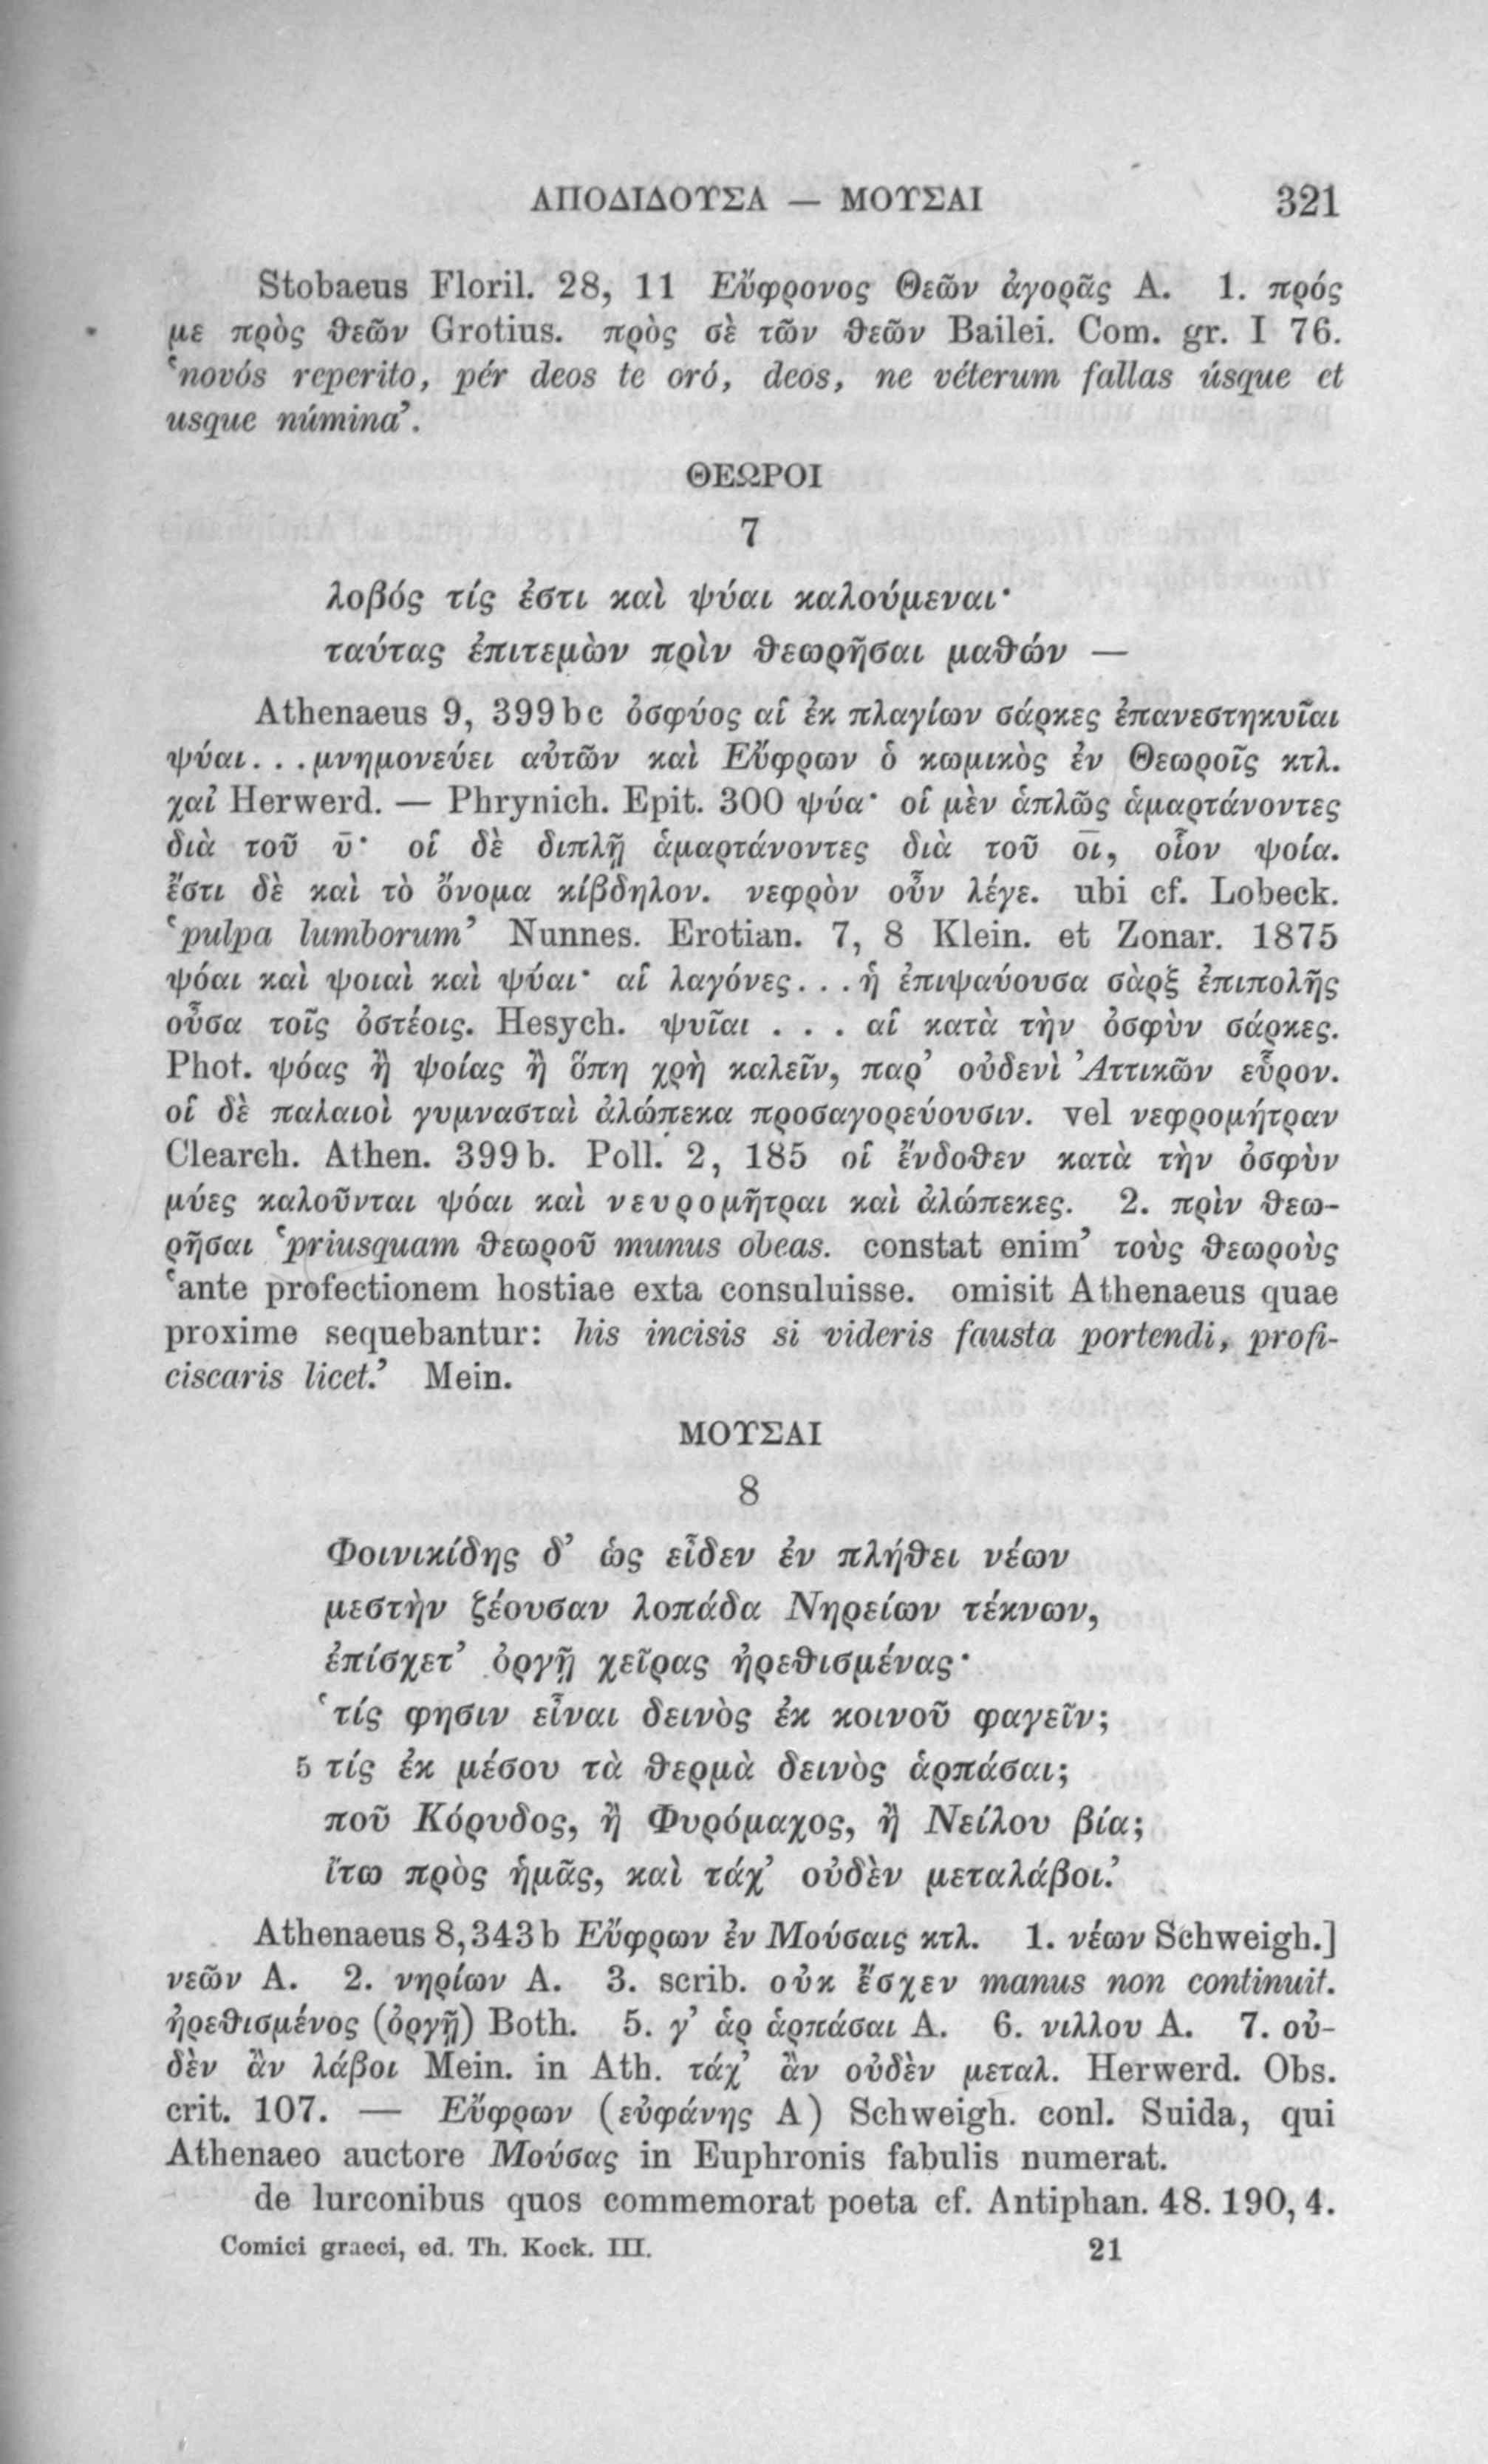 ΑΠΟΔΙΔΟΥΣΑ — ΜΟΥΣΑΙ 321
Stobaeus Floril. 28, 11 Εὔφρονος Θεῶν ἀγορᾶς A. 1. πρός
με πρὸς θεῶν Grotius. πρὸς σὲ τῶν θεῶν Bailei. Com. gr. I 76.
‘novós reperito, pér deos te oró, deos, ne véterum fallas úsque et
usque númina’.
ΘΕΩΡΟΙ
7
λοβός τίς ἐστι καὶ ψύαι καλούμεναι·
ταύτας ἐπιτεμὼν πρὶν θεωρῆσαι μαθών —
Athenaeus 9, 399bc ὀσφύος αἱ ἐκ πλαγίων σάρκες ἐπανεστηκυῖαι
ψύαι...μνημονεύει αὐτῶν καὶ Εὔφρων ὁ κωμικὸς ἐν Θεωροῖς κτλ.
χαἰ Herwerd. — Phrynich. Epit. 300 ψύα· οἱ μὲν ἁπλῶς ἁμαρτάνοντες
διὰ τοῦ ῡ· οἱ δὲ διπλῇ ἁμαρτάνοντες διὰ τοῦ ο̄ῑ, οἷον ψοία.
ἔστι δὲ καὶ τὸ ὄνομα κίβδηλον. νεφρὸν οὖν λέγε. ubi cf. Lobeck.
‘pulpa lumborum’ Nunnes. Erotian. 7, 8 Klein. et Zonar. 1875
ψόαι καὶ ψοιαὶ καὶ ψύαι· αἱ λαγόνες...ἡ ἐπιψαύουσα σὰρξ ἐπιπολῆς
οὖσα τοῖς ὀστέοις. Hesych. ψυῖαι . . . αἱ κατὰ τὴν ὀσφὺν σάρκες.
Phot. ψόας ἢ ψοίας ἢ ὅπη χρὴ καλεῖν, παρ’ οὐδενὶ Ἀττικῶν εὗρον.
οἱ δὲ παλαιοὶ γυμνασταὶ ἀλώπεκα προσαγορεύουσιν. vel νεφρομήτραν
Clearch. Athen. 399b. Poll. 2, 185 οἱ ἔνδοθεν κατὰ τὴν ὀσφὺν
μύες καλοῦνται ψόαι καὶ νευρομῆτραι καὶ ἀλώπεκες. 2. πρὶν θεω-
ρῆσαι ‘priusquam θεωροῦ munus obeas. constat enim’ τοὺς θεωροὺς
‘ante profectionem hostiae exta consuluisse. omisit Athenaeus quae
proxime sequebantur: his incisis si videris fausta portendi, profi-
ciscaris licet.’ Mein.
ΜΟΥΣΑΙ
8
Φοινικίδης δ’ ὡς εἶδεν ἐν πλήθει νέων
μεστὴν ζέουσαν λοπάδα Νηρείων τέκνων,
ἐπίσχετ’ ὀργῇ χεῖρας ἠρεθισμένας·
‘τίς φησιν εἶναι δεινὸς ἐκ κοινοῦ φαγεῖν;
5 τίς ἐκ μέσου τὰ θερμὰ δεινὸς ἁρπάσαι;
ποῦ Κόρυδος, ἢ Φυρόμαχος, ἢ Νείλου βία;
ἴτω πρὸς ἡμᾶς, καὶ τάχ’ οὐδὲν μεταλάβοι.’
Athenaeus 8,343b Εὔφρων ἐν Μούσαις κτλ. 1. νέων Schweigh.]
νεῶν A. 2. νηρίων A. 3. scrib. οὐκ ἔσχεν manus non continuit.
ἠρεθισμένος (ὀργῇ) Both. 5. γ’ ἁρ ἁρπάσαι A. 6. νιλλου A. 7. οὐ-
δὲν ἂν λάβοι Mein. in Ath. τάχ’ ἂν οὐδὲν μεταλ. Herwerd. Obs.
crit. 107. — Εὔφρων (εὐφάνης A) Schweigh. conl. Suida, qui
Athenaeo auctore Μούσας in Euphronis fabulis numerat.
de lurconibus quos commemorat poeta cf. Antiphan. 48. 190, 4.
Comici graeci, ed. Th. Kock. III. 21